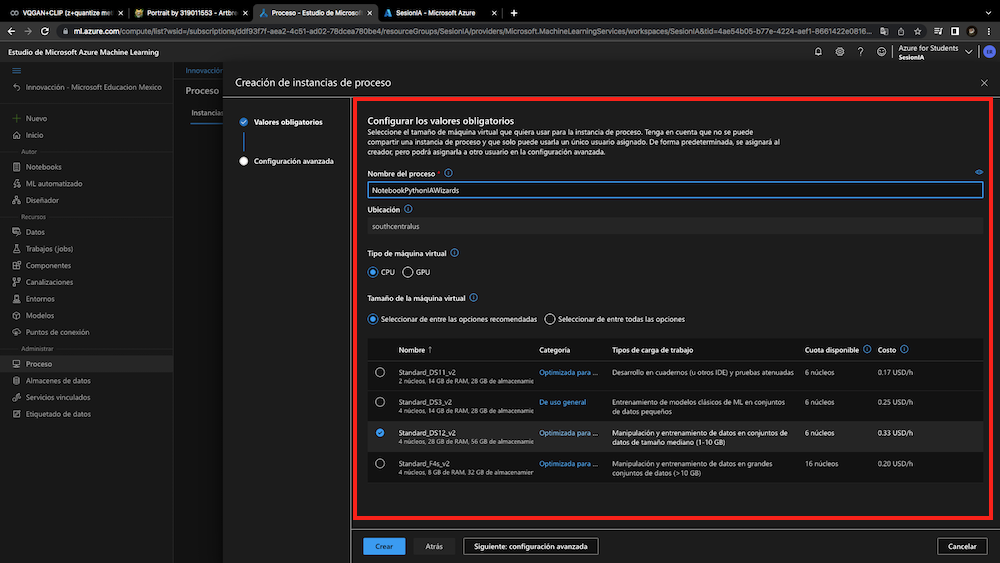 VQGAN+CLIP (z+quantize me
Portrait by 319011553 - Artbre
Proceso - Estudio de Microsof
SesionIA - Microsoft Azure
ml.azure.com/compute/list?wsid=/subscriptions/ddf93f7f-aea2-4c51-ad02-78dcea780be4/resourceGroups/SesionIA/providers/Microsoft.MachineLearningServices/workspaces/SesionIA&tid=4ae54b05-b77e-4224-aef1-8661422e0816...
Estudio de Microsoft Azure Machine Learning
Azure for Students
SesionIA
Innovacción - Microsoft Educacion Mexico
Nuevo
Inicio
Autor
Notebooks
ML automatizado
Diseñador
Recursos
Datos
Trabajos (jobs)
Componentes
Canalizaciones
Entornos
Modelos
Puntos de conexión
Administrar
Proceso
Almacenes de datos
Servicios vinculados
Etiquetado de datos
Innovacción
Proceso
Instancias
Creación de instancias de proceso
Valores obligatorios
Configuración avanzada
Configurar los valores obligatorios
Seleccione el tamaño de máquina virtual que quiera usar para la instancia de proceso. Tenga en cuenta que no se puede
compartir una instancia de proceso y que solo puede usarla un único usuario asignado. De forma predeterminada, se asignará al
creador, pero podrá asignarla a otro usuario en la configuración avanzada.
Nombre del proceso *
NotebookPythonIAWizards
Ubicación
southcentralus
Tipo de máquina virtual
CPU GPU
Tamaño de la máquina virtual
Seleccionar de entre las opciones recomendadas Seleccionar de entre todas las opciones
Nombre ↑ Categoría Tipos de carga de trabajo Cuota disponible Costo
Standard_DS11_v2 Optimizada para ... Desarrollo en cuadernos (u otros IDE) y pruebas atenuadas 6 núcleos 0.17 USD/h
2 núcleos, 14 GB de RAM, 28 GB de almacenamie
Standard_DS3_v2 De uso general Entrenamiento de modelos clásicos de ML en conjuntos 6 núcleos 0.25 USD/h
4 núcleos, 14 GB de RAM, 28 GB de almacenamie de datos pequeños
Standard_DS12_v2 Optimizada para ... Manipulación y entrenamiento de datos en conjuntos de 6 núcleos 0.33 USD/h
4 núcleos, 28 GB de RAM, 56 GB de almacenamie datos de tamaño mediano (1-10 GB)
Standard_F4s_v2 Optimizada para ... Manipulación y entrenamiento de datos en grandes 16 núcleos 0.20 USD/h
4 núcleos, 8 GB de RAM, 32 GB de almacenamier conjuntos de datos (>10 GB)
Crear Atrás Siguiente: configuración avanzada Cancelar